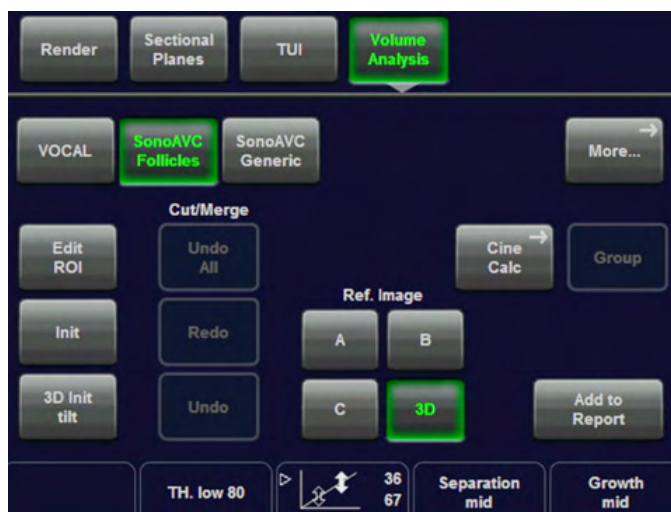 Render
Sectional
Planes
TUI
Volume
Analysis
VOCAL
SonoAVC
Follicles
SonoAVC
Generic
More...
Cut/Merge
Edit
ROI
Undo
All
Cine
Calc
Group
Ref. Image
Init
Redo
A
B
3D Init
tilt
Undo
C
3D
Add to
Report
TH. low 80
36
67
Separation
mid
Growth
mid